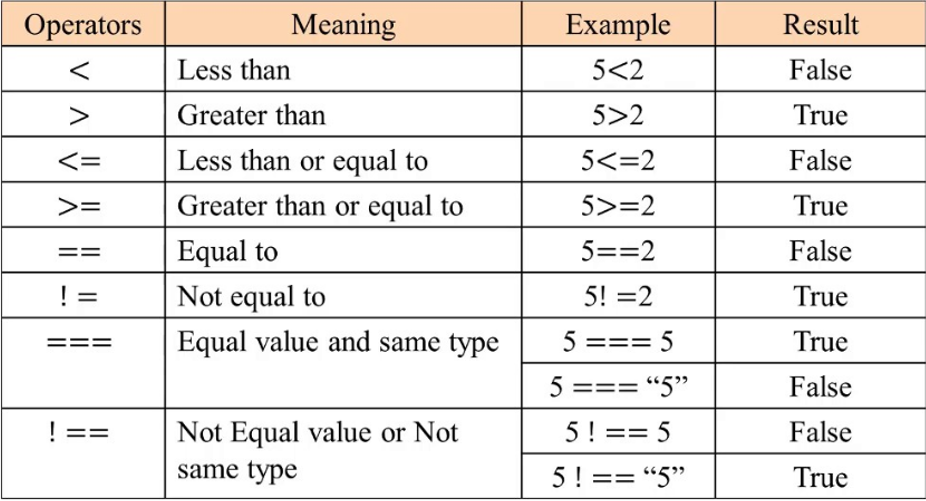 Operators Meaning Example Result
< Less than 5<2 False
> Greater than 5>2 True
<= Less than or equal to 5<=2 False
>= Greater than or equal to 5>=2 True
== Equal to 5==2 False
! = Not equal to 5! =2 True
=== Equal value and same type 5 === 5 True
5 === “5” False
! == Not Equal value or Not 5 ! == 5 False
same type 5 ! == “5” True